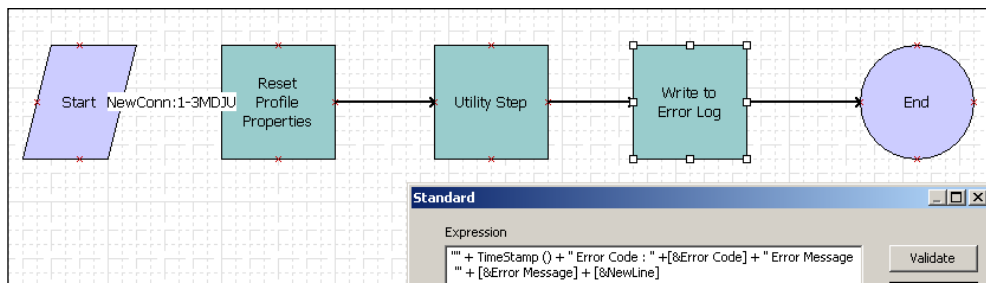 Start
NewConn:1-3MDJU
Reset
Profile
Properties
Utility Step
Write to
Error Log
End
Standard
Expression
"" + TimeStamp () + " Error Code : " +[&Error Code] + " Error Message
 '" + [&Error Message] + [&NewLine]
Validate